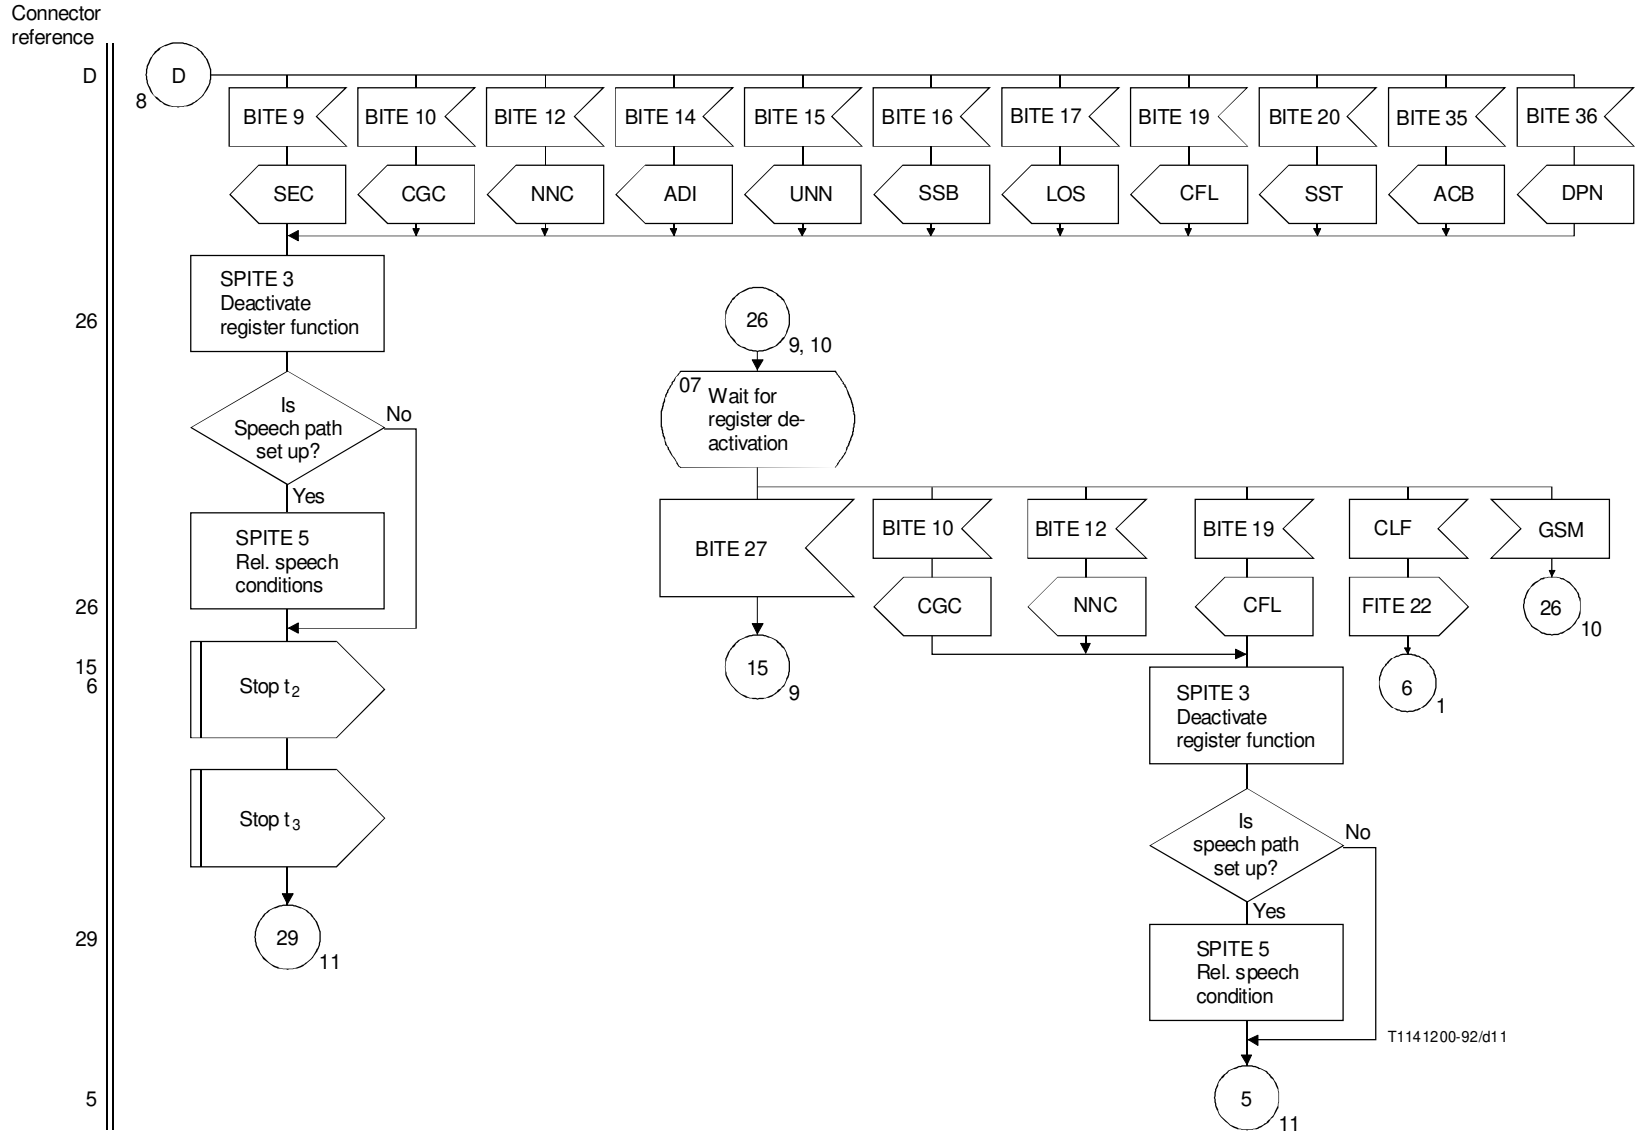 Connector
reference
D
D
8
BITE 9
BITE 10
BITE 12
BITE 14
BITE 15
BITE 16
BITE 17
BITE 19
BITE 20
BITE 35
BITE 36
SEC
CGC
NNC
ADI
UNN
SSB
LOS
CFL
SST
ACB
DPN
SPITE 3
Deactivate
register function
26
26
9, 10
07
Wait for
register de-
activation
Is
Speech path
set up?
No
Yes
SPITE 5
Rel. speech
conditions
BITE 27
BITE 10
BITE 12
BITE 19
CLF
GSM
CGC
NNC
CFL
FITE 22
26
10
26
15
6
Stop t2
15
9
6
1
SPITE 3
Deactivate
register function
Stop t3
Is
speech path
set up?
No
Yes
29
29
11
SPITE 5
Rel. speech
condition
T1141200-92/d11
5
5
11